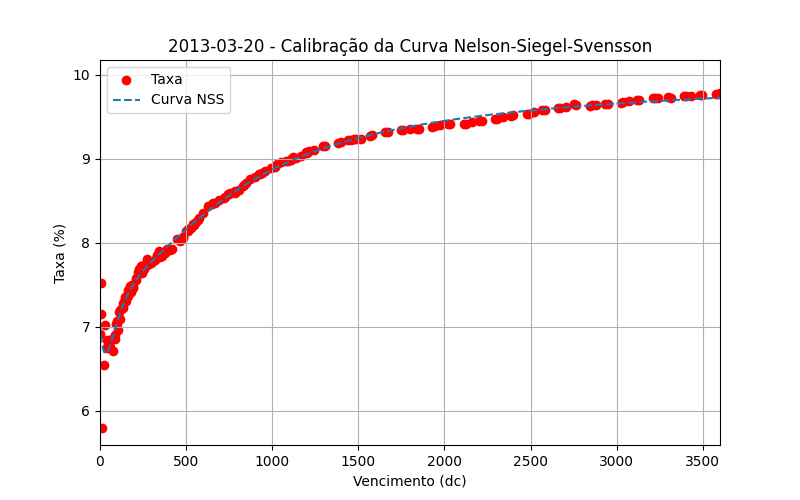 2013-03-20 - Calibração da Curva Nelson-Siegel-Svensson
Taxa
Curva NSS
Taxa (%)
10
9
8
7
6
0 500 1000 1500 2000 2500 3000 3500
Vencimento (dc)